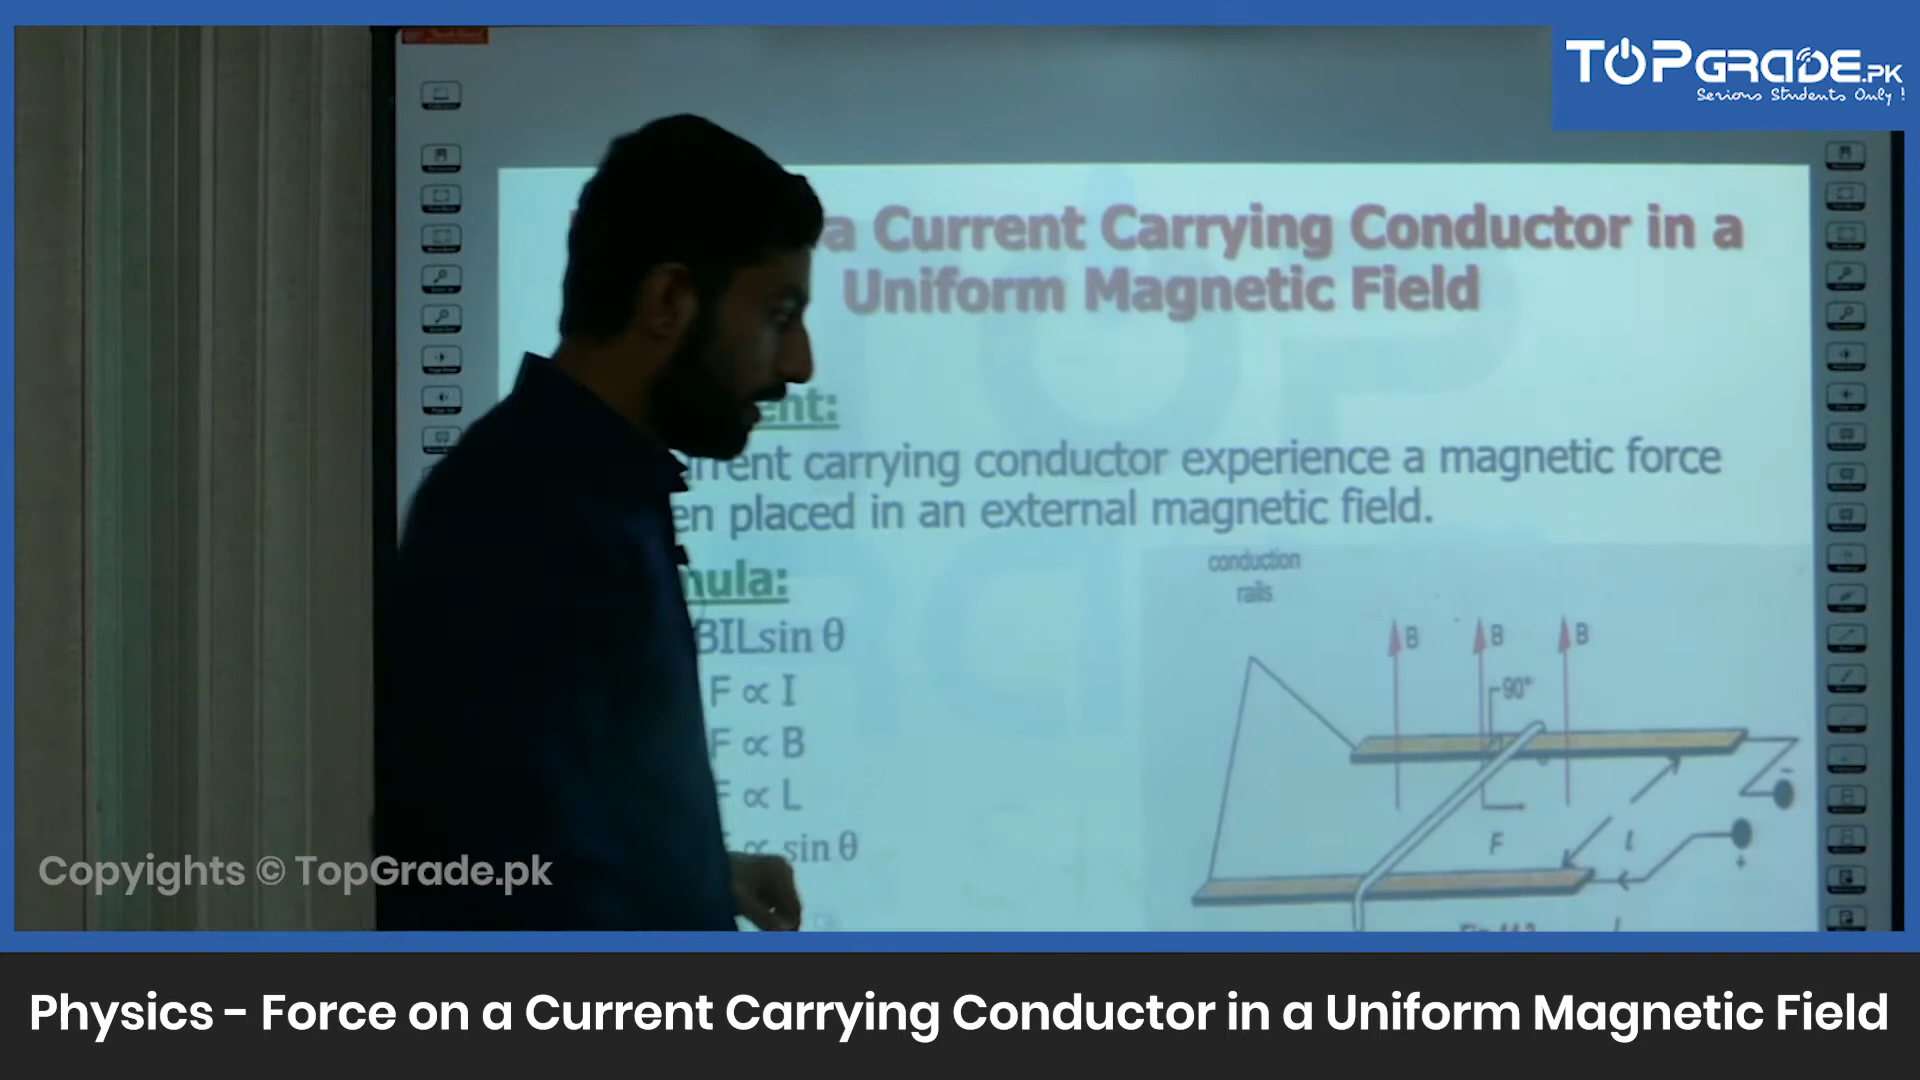 TOPGRADE.PK
Serious Students Only !
a Current Carrying Conductor in a
Uniform Magnetic Field
ent:
rrent carrying conductor experience a magnetic force
en placed in an external magnetic field.
mula:
BILsin θ
F ∝ I
F ∝ B
F ∝ L
∝ sin θ
conduction
rails
B B B
90°
F
l
-
+
Copyights © TopGrade.pk
Physics - Force on a Current Carrying Conductor in a Uniform Magnetic Field